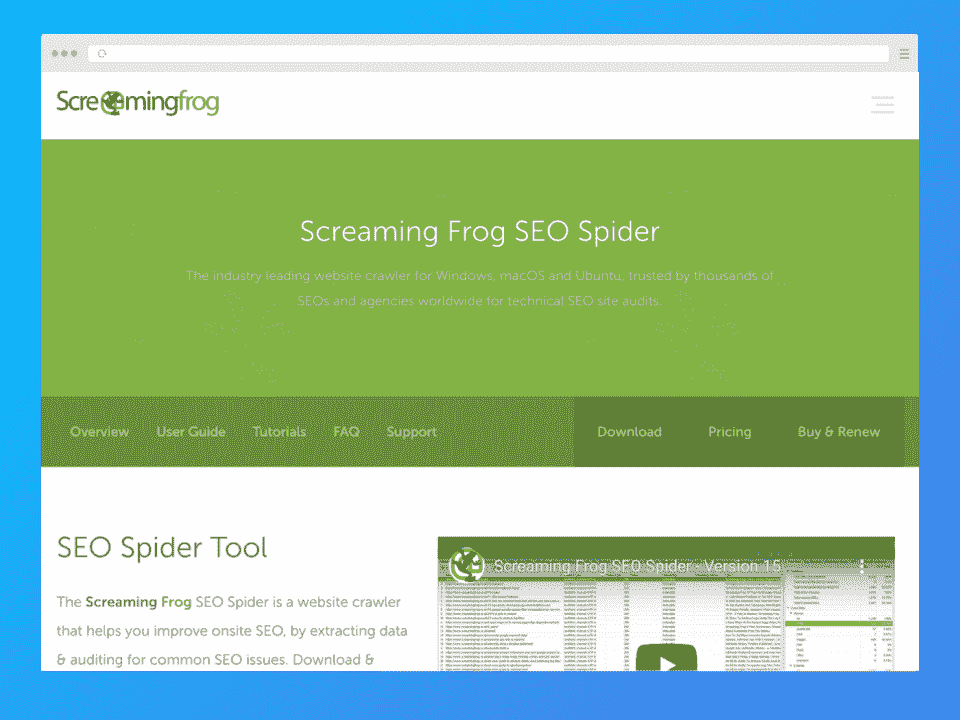 Screamingfrog
Screaming Frog SEO Spider
The industry leading website crawler for Windows, macOS and Ubuntu, trusted by thousands of
SEOs and agencies worldwide for technical SEO site audits.
Overview User Guide Tutorials FAQ Support Download Pricing Buy & Renew
SEO Spider Tool
Screaming Frog SEO Spider - Version 15
The Screaming Frog SEO Spider is a website crawler
that helps you improve onsite SEO, by extracting data
& auditing for common SEO issues. Download &